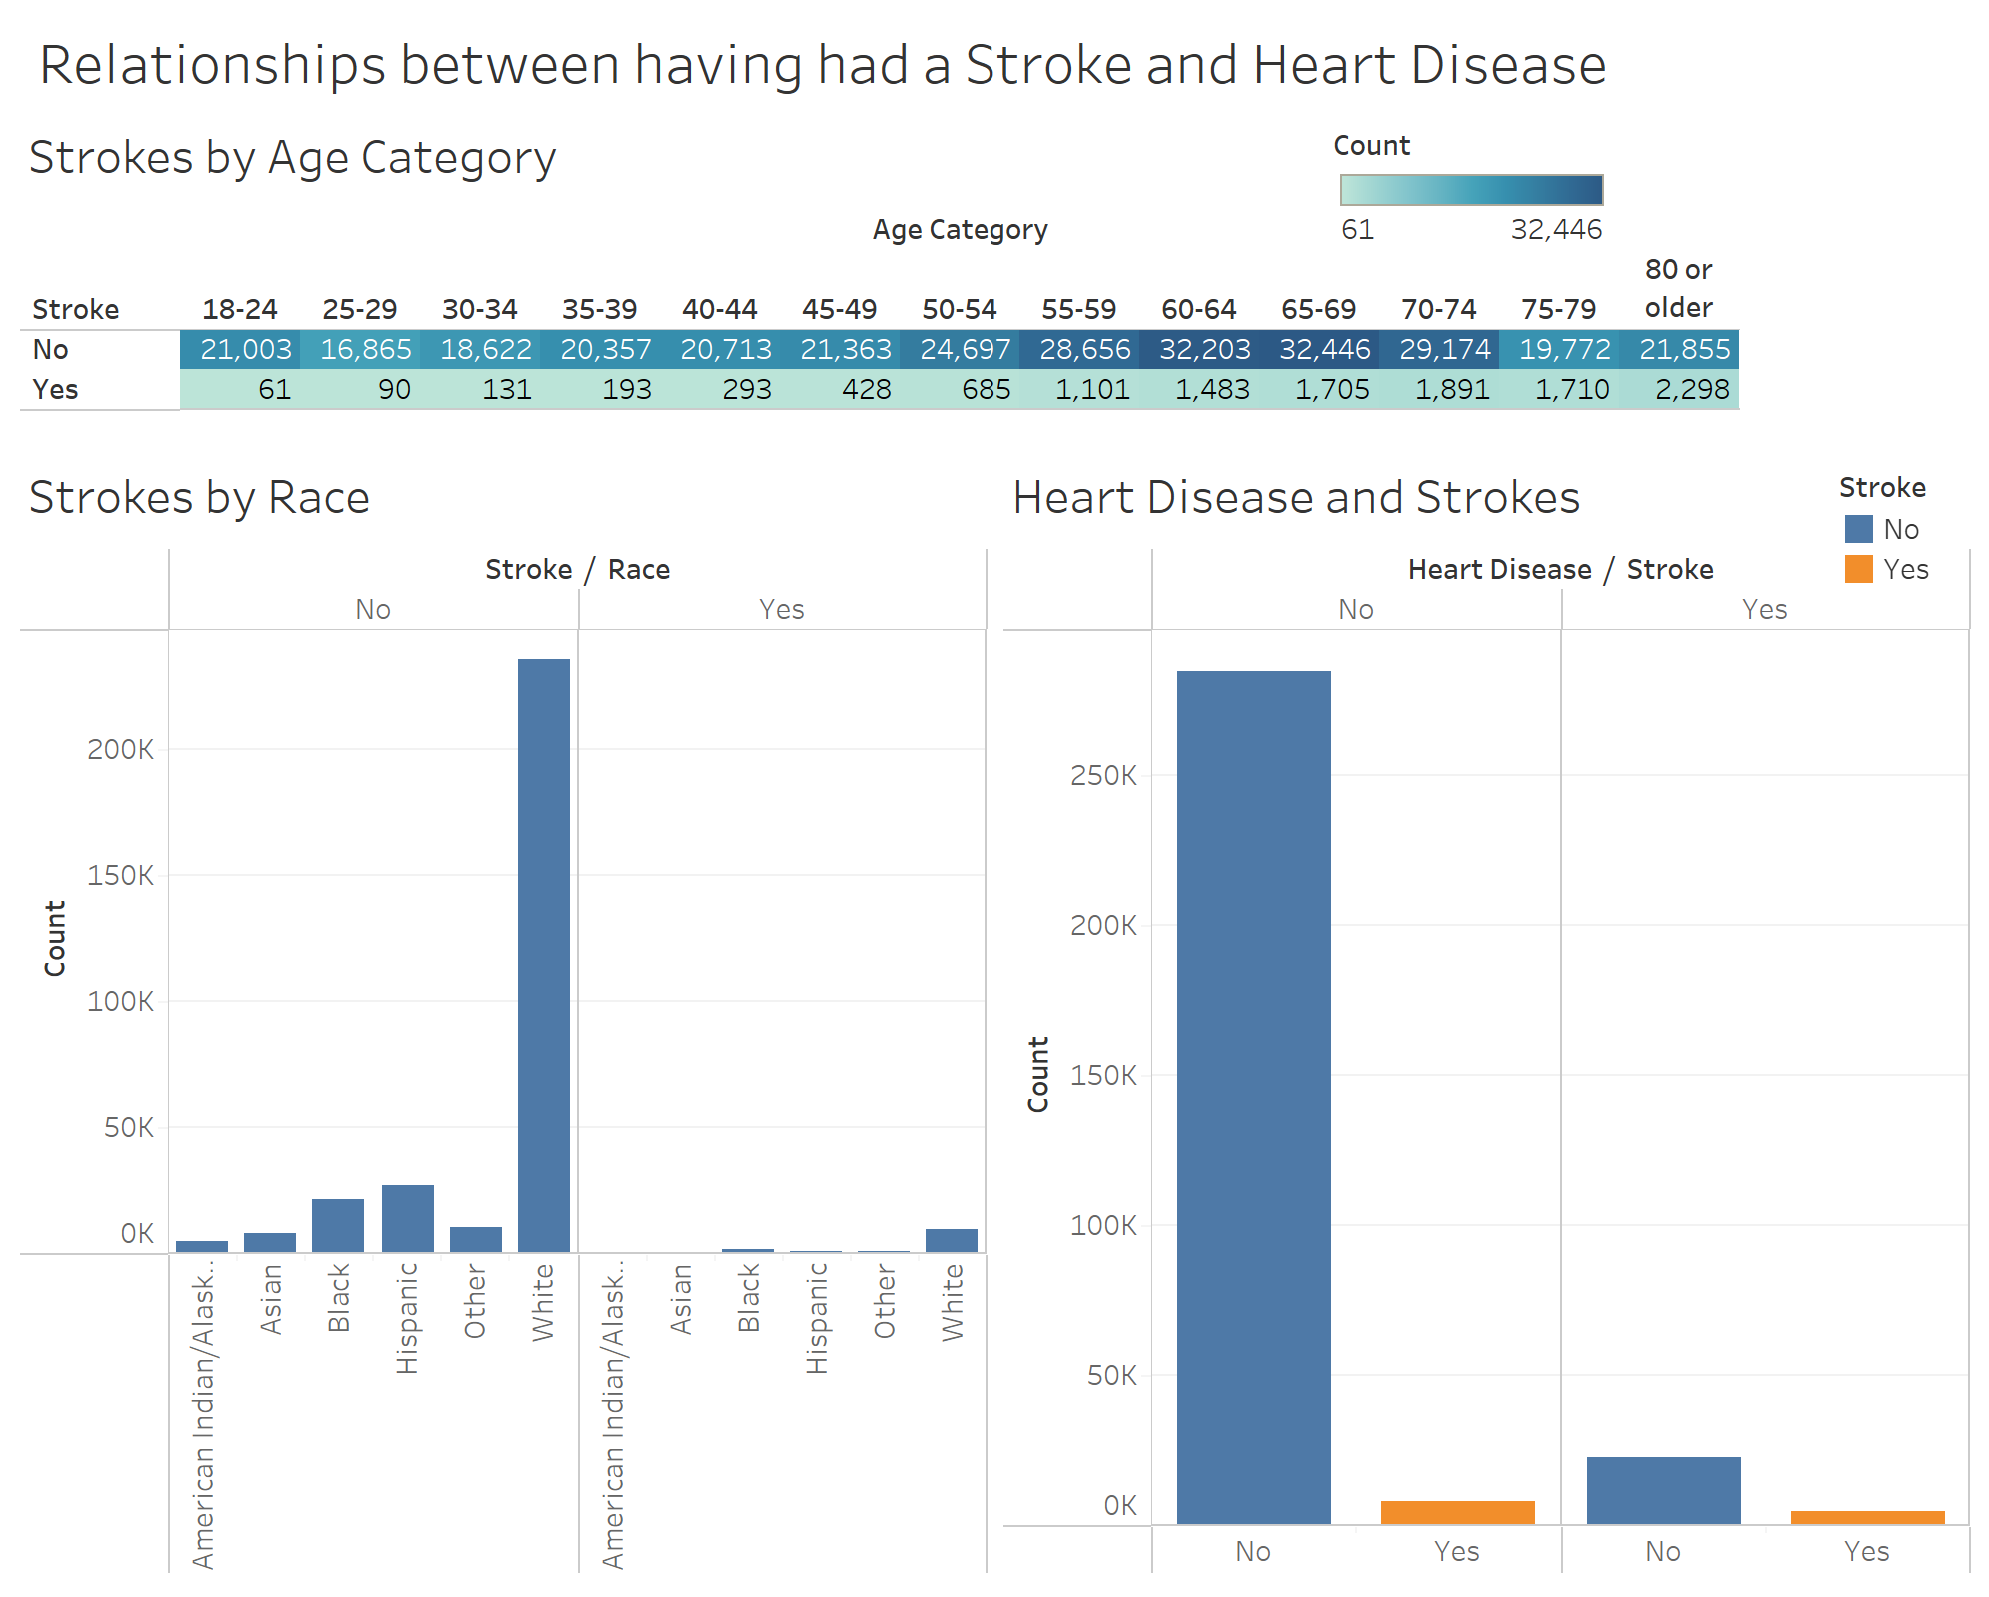 Relationships between having had a Stroke and Heart Disease
Strokes by Age Category
Count
61 32,446
Age Category
Stroke 18-24 25-29 30-34 35-39 40-44 45-49 50-54 55-59 60-64 65-69 70-74 75-79 80 or older
No 21,003 16,865 18,622 20,357 20,713 21,363 24,697 28,656 32,203 32,446 29,174 19,772 21,855
Yes 61 90 131 193 293 428 685 1,101 1,483 1,705 1,891 1,710 2,298
Strokes by Race
Stroke / Race
No Yes
Count
200K
150K
100K
50K
0K
American Indian/Alask..
Asian
Black
Hispanic
Other
White
American Indian/Alask..
Asian
Black
Hispanic
Other
White
Heart Disease and Strokes
Stroke
No
Yes
Heart Disease / Stroke
No Yes
Count
250K
200K
150K
100K
50K
0K
No Yes No Yes